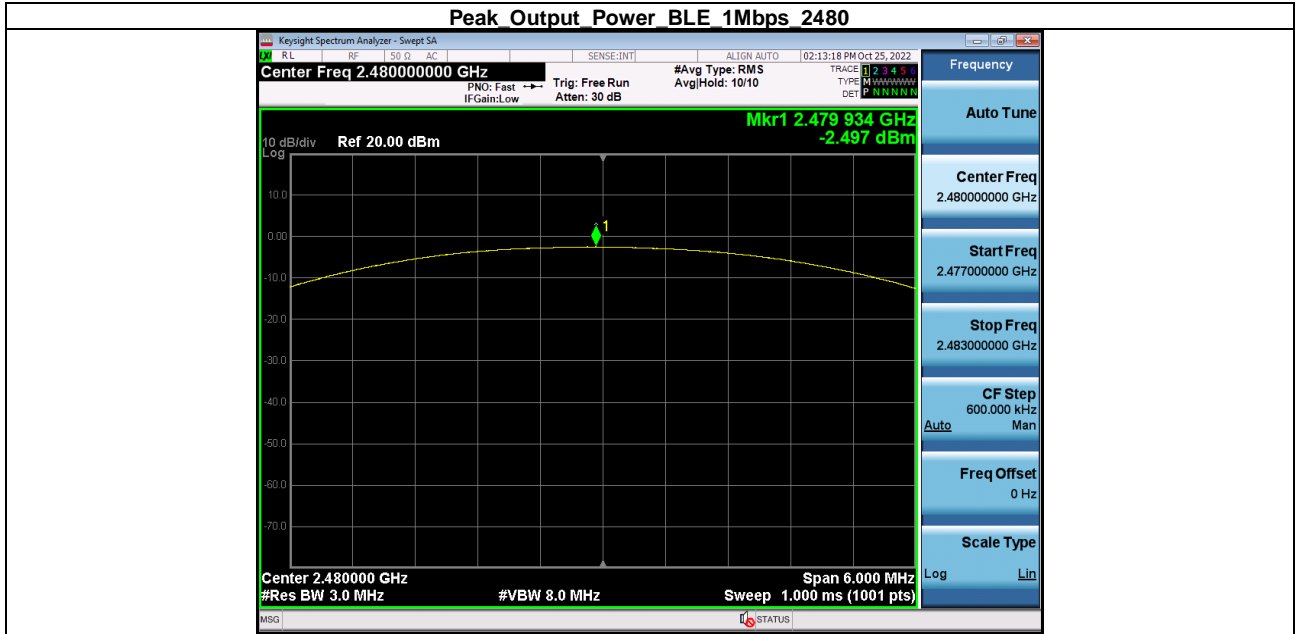 Peak_Output_Power_BLE_1Mbps_2480
Keysight Spectrum Analyzer - Swept SA
LXI RL RF 50 Ω AC SENSE:INT ALIGN AUTO 02:13:18 PM Oct 25, 2022
Center Freq 2.480000000 GHz
PNO: Fast
IFGain:Low
Trig: Free Run
Atten: 30 dB
#Avg Type: RMS
Avg|Hold: 10/10
TRACE 1 2 3 4 5 6
TYPE M WWWWW
DET P N N N N N
Mkr1 2.479 934 GHz
-2.497 dBm
10 dB/div Ref 20.00 dBm
Log
1
10.0
0.00
-10.0
-20.0
-30.0
-40.0
-50.0
-60.0
-70.0
Center 2.480000 GHz Span 6.000 MHz
#Res BW 3.0 MHz #VBW 8.0 MHz Sweep 1.000 ms (1001 pts)
MSG STATUS
Frequency
Auto Tune
Center Freq
2.480000000 GHz
Start Freq
2.477000000 GHz
Stop Freq
2.483000000 GHz
CF Step
600.000 kHz
Auto Man
Freq Offset
0 Hz
Scale Type
Log Lin